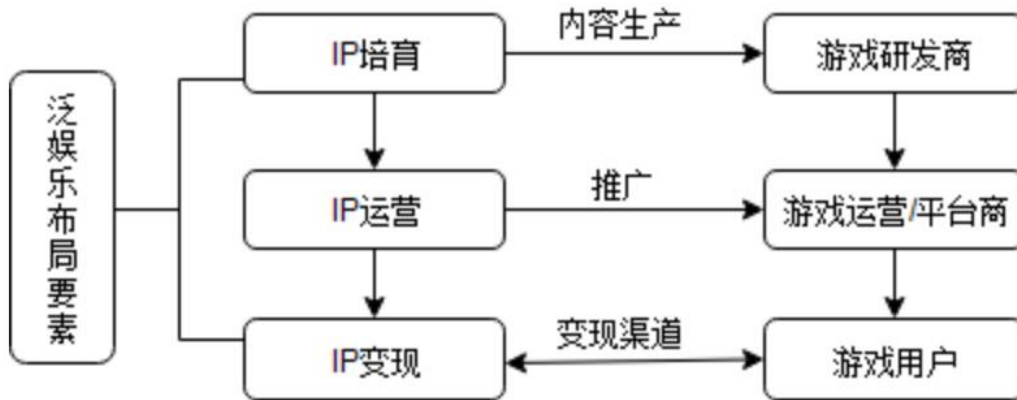 泛娱乐布局要素
IP培育
内容生产
游戏研发商
IP运营
推广
游戏运营/平台商
IP变现
变现渠道
游戏用户